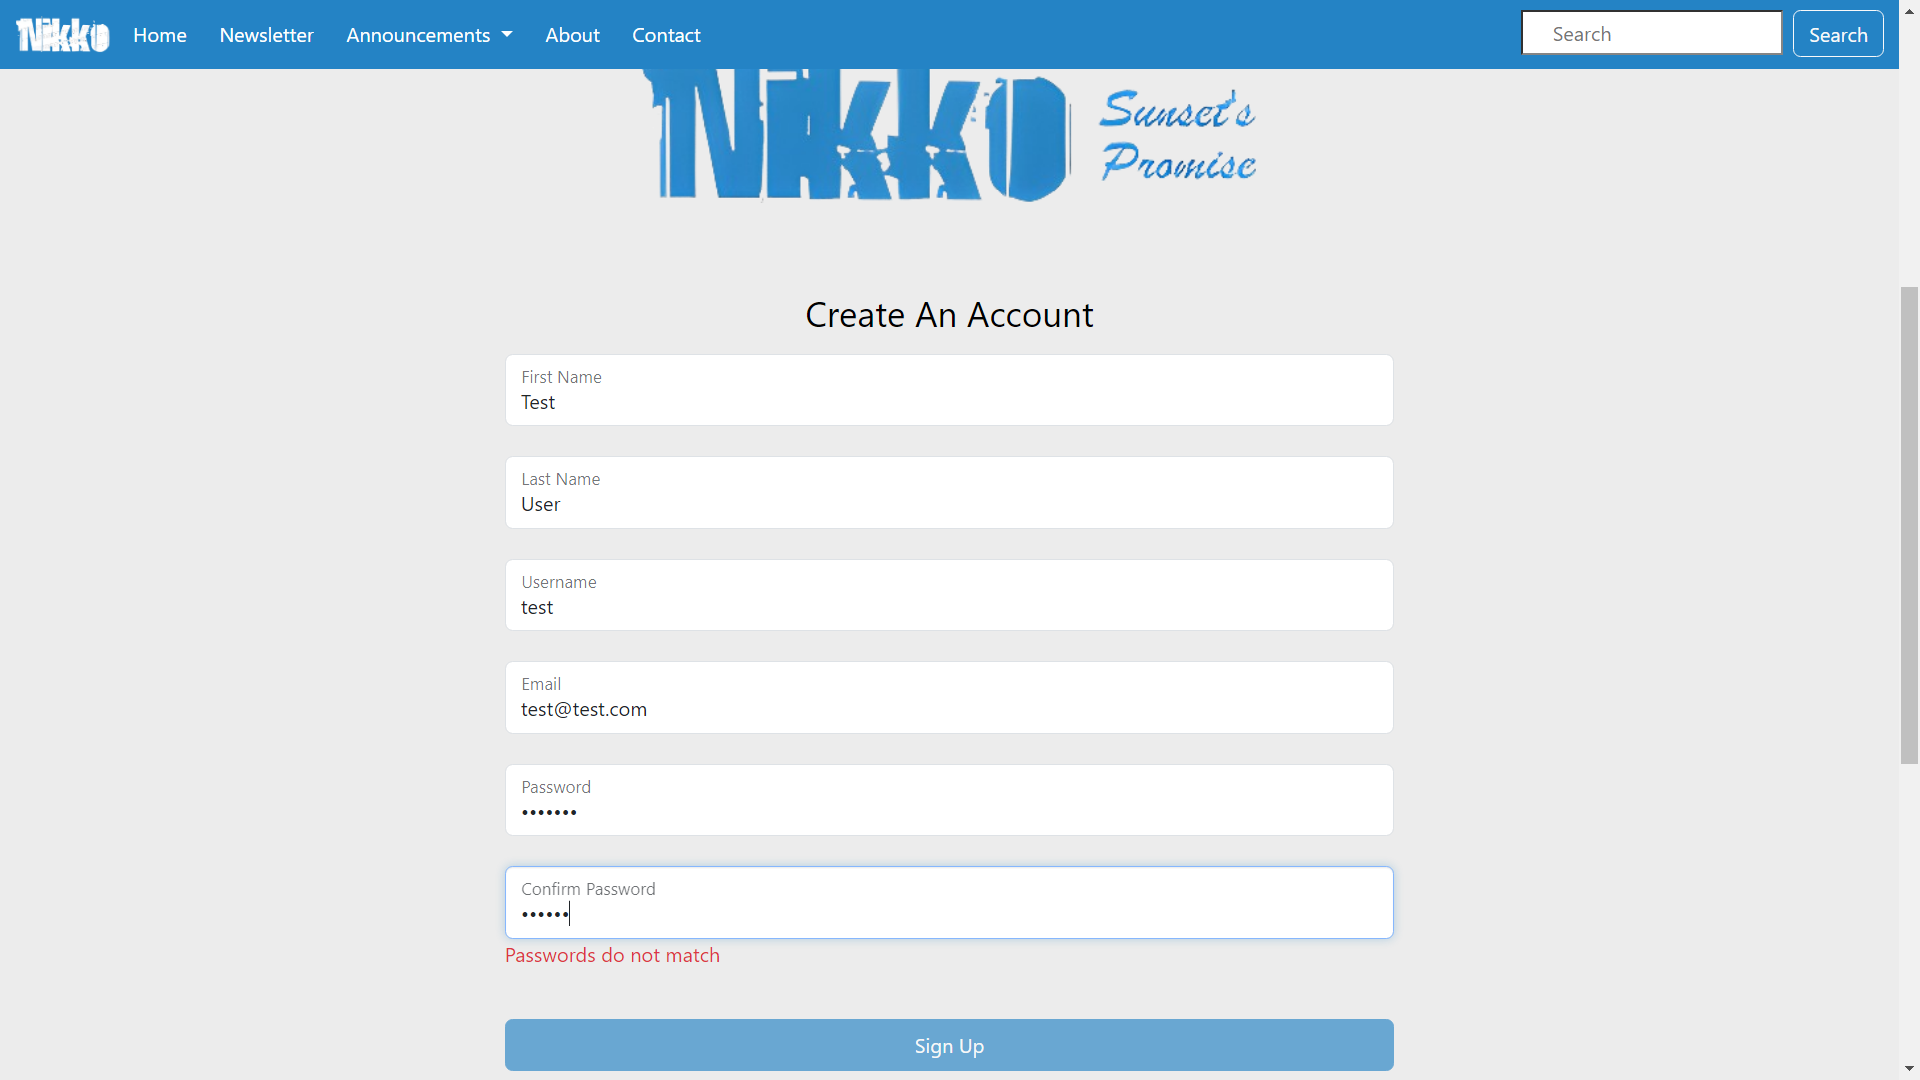 Nikko Home Newsletter Announcements About Contact Search Search
Nikko Sunset's
Promise
Create An Account
First Name
Test
Last Name
User
Username
test
Email
test@test.com
Password
•••••••
Confirm Password
••••••
Passwords do not match
Sign Up